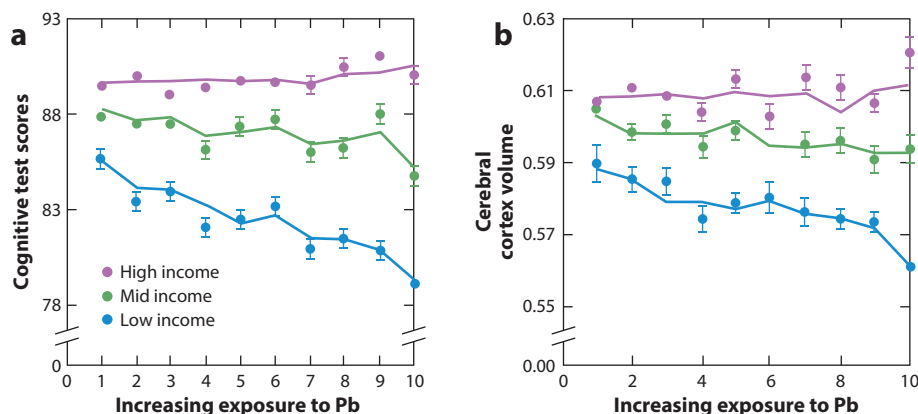 a
93
88
83
78
0
Cognitive test scores
High income
Mid income
Low income
0 1 2 3 4 5 6 7 8 9 10
Increasing exposure to Pb
b
0.63
0.61
0.59
0.57
0.55
0.00
Cerebral
cortex volume
0 2 4 6 8 10
Increasing exposure to Pb